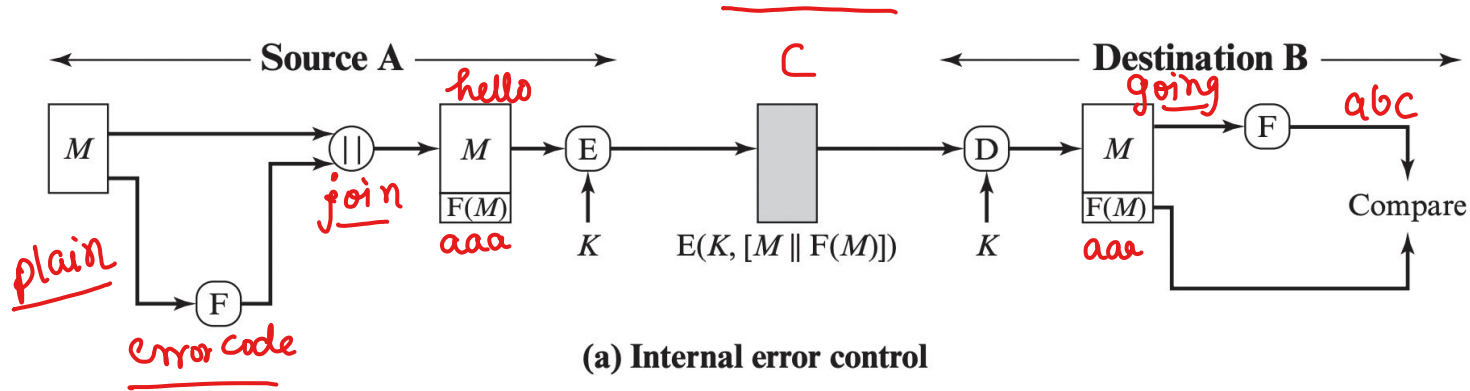 C
Source A
Destination B
hello
going
abc
M
||
M
E
D
M
F
join
F(M)
F(M)
Compare
aaa
K
E(K, [M || F(M)])
K
aaa
plain
F
error code
(a) Internal error control